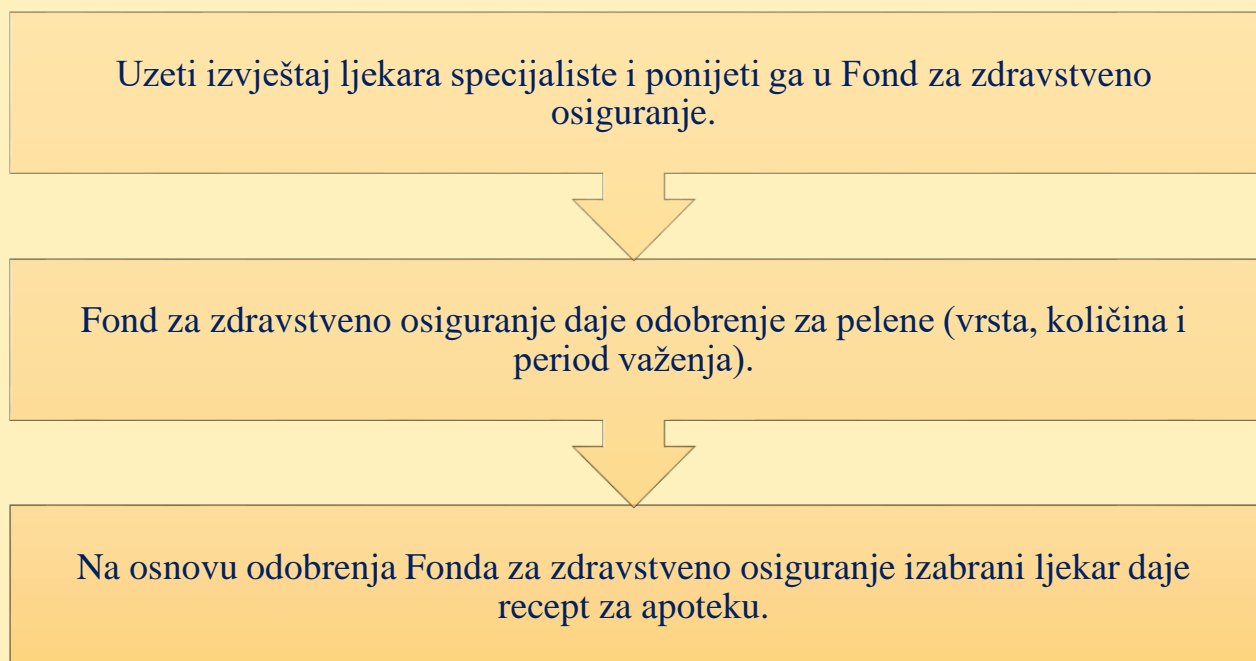 Uzeti izvještaj ljekara specijaliste i ponijeti ga u Fond za zdravstveno
osiguranje.
Fond za zdravstveno osiguranje daje odobrenje za pelene (vrsta, količina i
period važenja).
Na osnovu odobrenja Fonda za zdravstveno osiguranje izabrani ljekar daje
recept za apoteku.